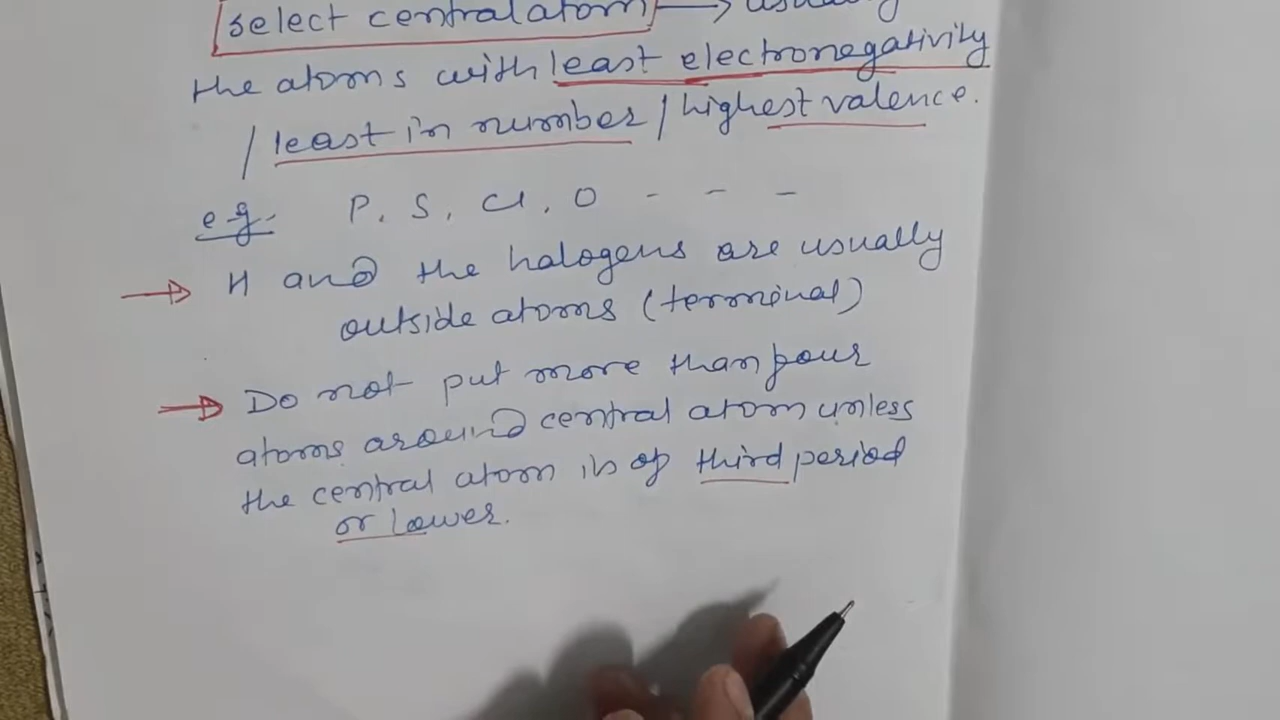 select central atom → usually
the atoms with least electronegativity
/ least in number / highest valence.
e.g. P, S, Cl, O - - -
→ H and the halogens are usually
outside atoms (terminal)
→ Do not put more than four
atoms around central atom unless
the central atom is of third period
or lower.